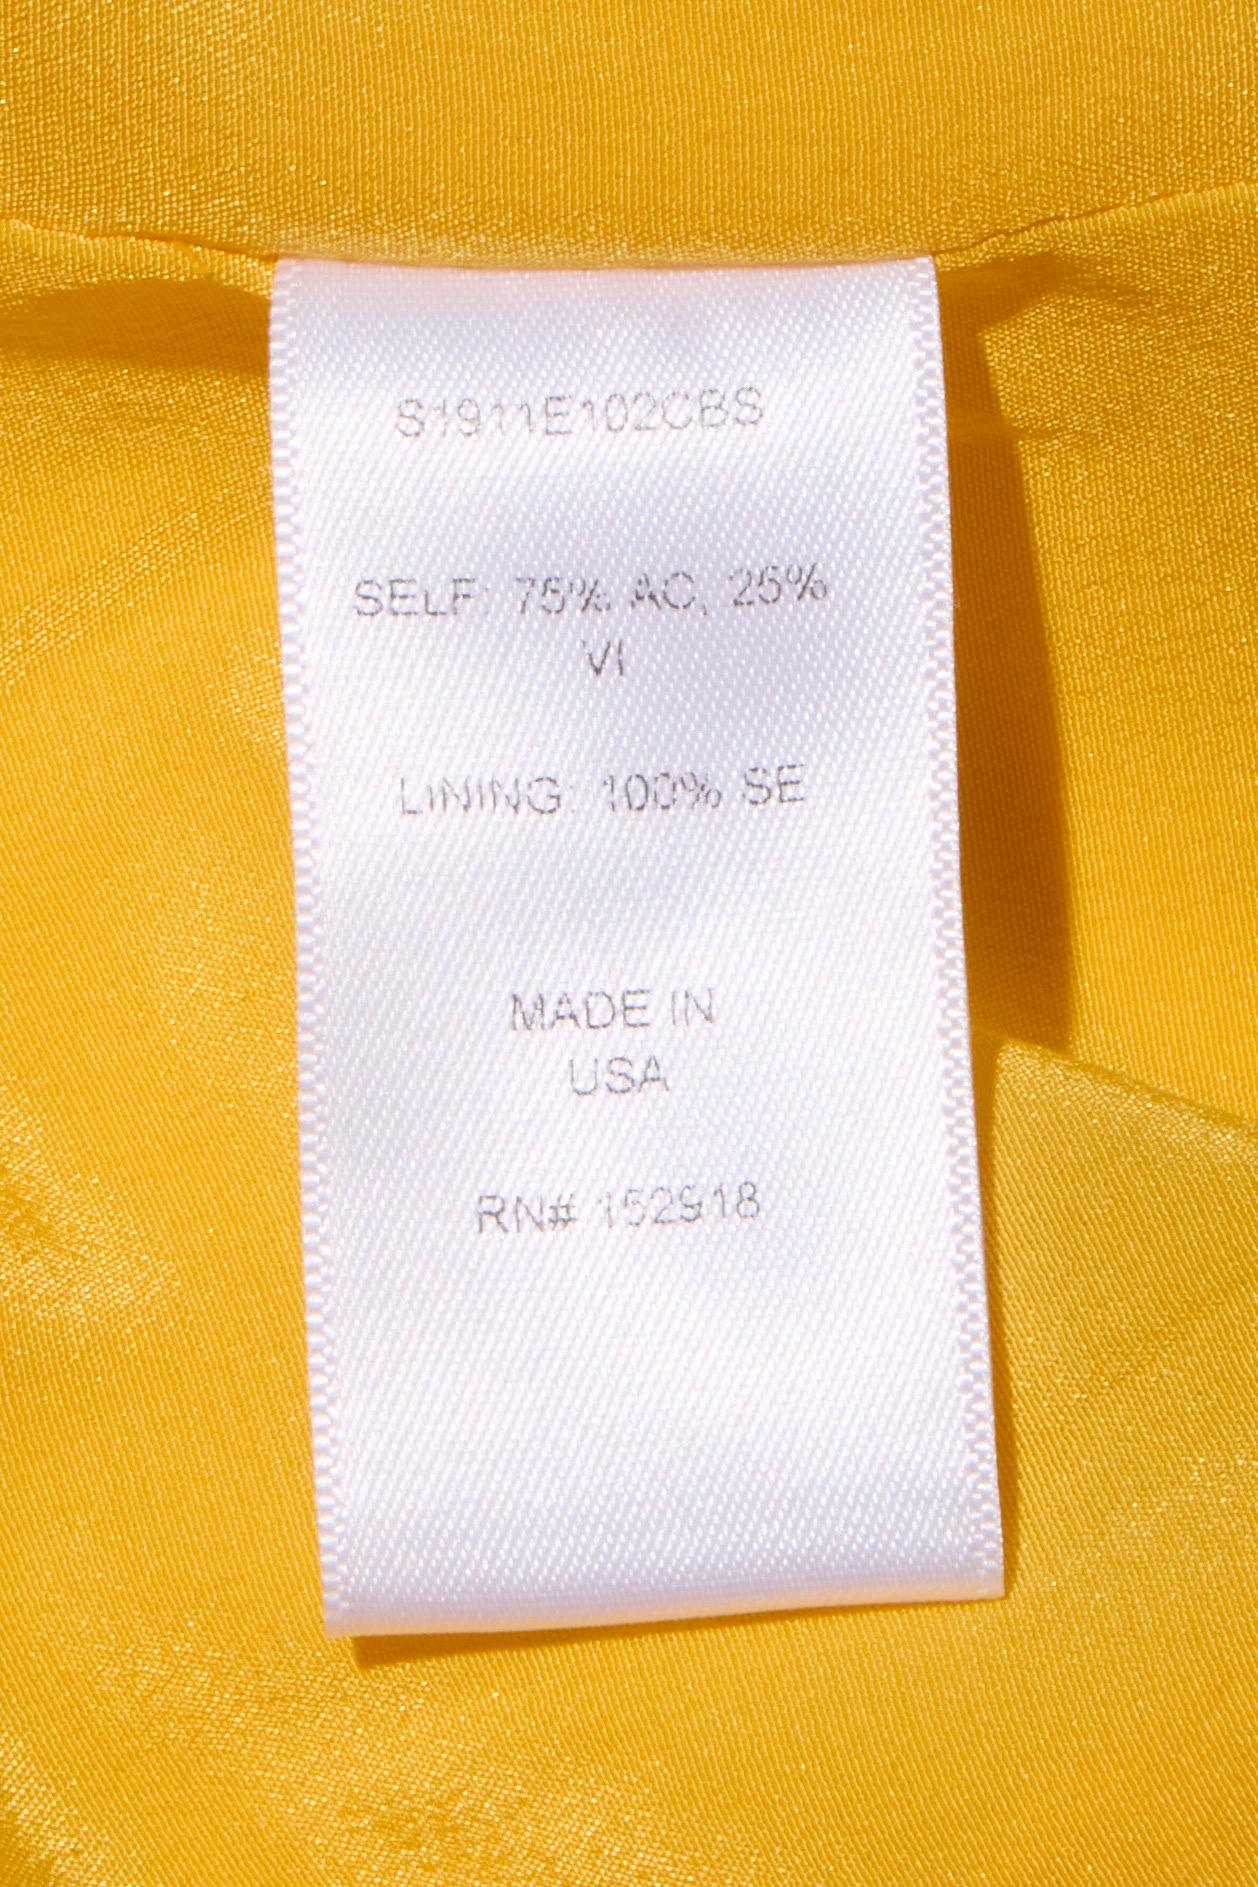 S1911E102CBS
SELF: 75% AC, 25%
VI
LINING: 100% SE
MADE IN
USA
RN# 152918